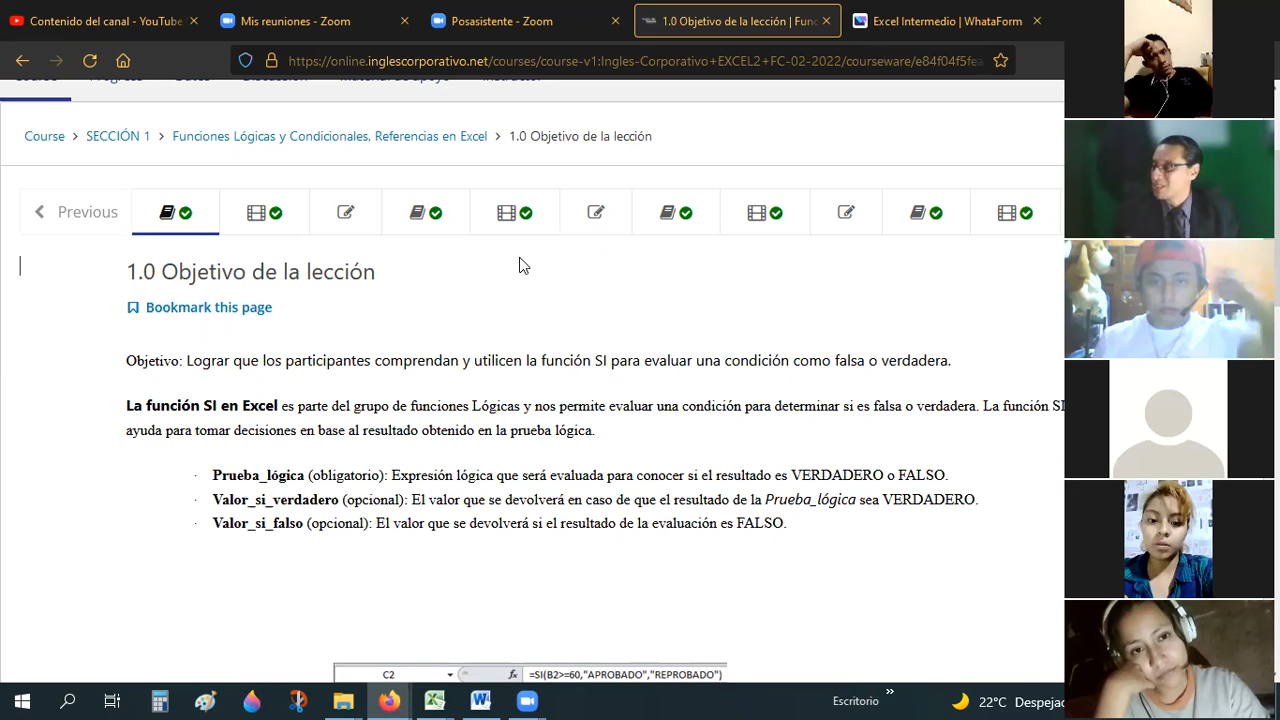 Contenido del canal - YouTube
Mis reuniones - Zoom
Posasistente - Zoom
1.0 Objetivo de la lección | Func
Excel Intermedio | WhataForm
https://online.inglescorporativo.net/courses/course-v1:Ingles-Corporativo+EXCEL2+FC-02-2022/courseware/e84f04f5fea
Course > SECCIÓN 1 > Funciones Lógicas y Condicionales, Referencias en Excel > 1.0 Objetivo de la lección
Previous
1.0 Objetivo de la lección
Bookmark this page
Objetivo: Lograr que los participantes comprendan y utilicen la función SI para evaluar una condición como falsa o verdadera.
La función SI en Excel es parte del grupo de funciones Lógicas y nos permite evaluar una condición para determinar si es falsa o verdadera. La función SI
ayuda para tomar decisiones en base al resultado obtenido en la prueba lógica.
· Prueba_lógica (obligatorio): Expresión lógica que será evaluada para conocer si el resultado es VERDADERO o FALSO.
· Valor_si_verdadero (opcional): El valor que se devolverá en caso de que el resultado de la Prueba_lógica sea VERDADERO.
· Valor_si_falso (opcional): El valor que se devolverá si el resultado de la evaluación es FALSO.
C2 fx =SI(B2>=60,"APROBADO","REPROBADO")
Escritorio » 22°C Despejad